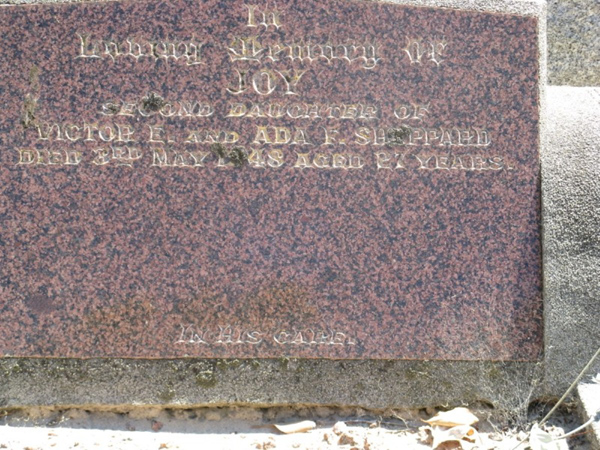 In
Loving Memory Of
JOY
SECOND DAUGHTER OF
VICTOR E. AND ADA F. SHEPPARD
DIED 3RD MAY 1948 AGED 21 YEARS.
IN HIS CARE.